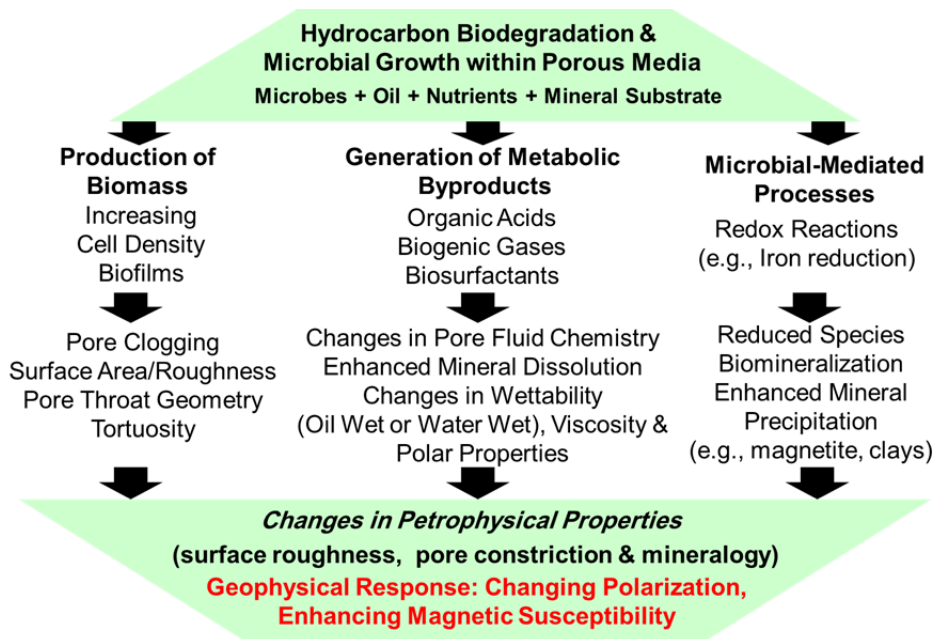 Hydrocarbon Biodegradation &
Microbial Growth within Porous Media
Microbes + Oil + Nutrients + Mineral Substrate
Production of
Biomass
Increasing
Cell Density
Biofilms
Pore Clogging
Surface Area/Roughness
Pore Throat Geometry
Tortuosity
Generation of Metabolic
Byproducts
Organic Acids
Biogenic Gases
Biosurfactants
Changes in Pore Fluid Chemistry
Enhanced Mineral Dissolution
Changes in Wettability
(Oil Wet or Water Wet), Viscosity &
Polar Properties
Microbial-Mediated
Processes
Redox Reactions
(e.g., Iron reduction)
Reduced Species
Biomineralization
Enhanced Mineral
Precipitation
(e.g., magnetite, clays)
Changes in Petrophysical Properties
(surface roughness, pore constriction & mineralogy)
Geophysical Response: Changing Polarization,
Enhancing Magnetic Susceptibility